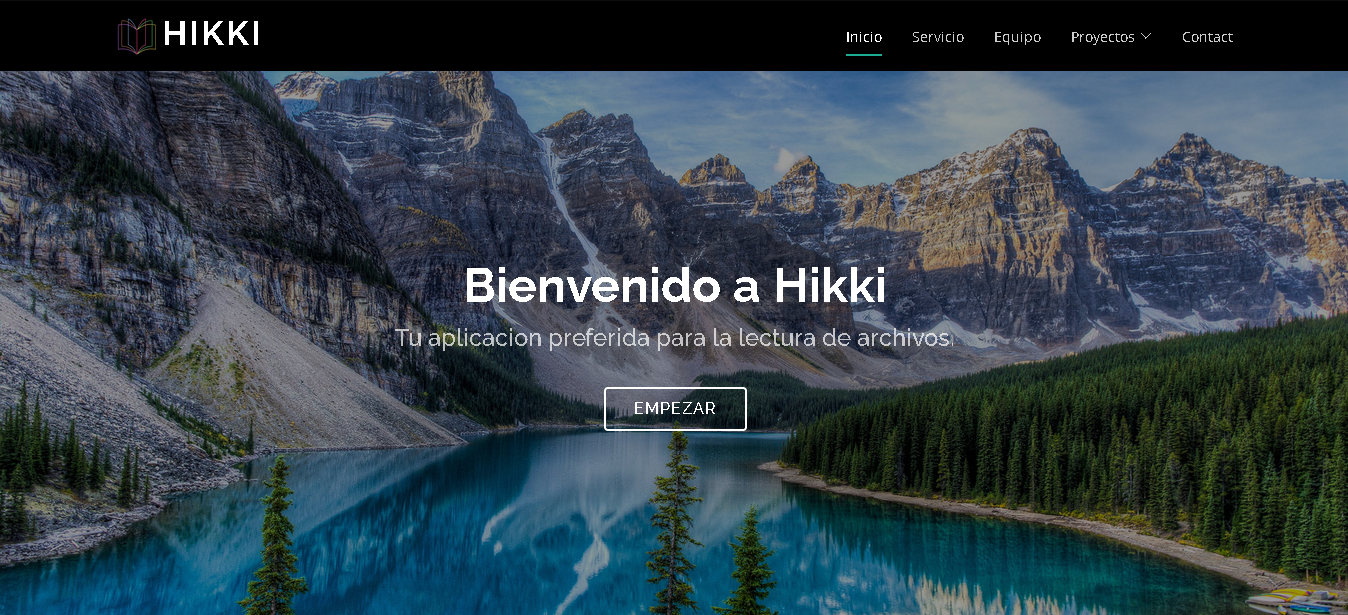 HIKKI
Inicio Servicio Equipo Proyectos Contact
Bienvenido a Hikki
Tu aplicacion preferida para la lectura de archivos.
EMPEZAR